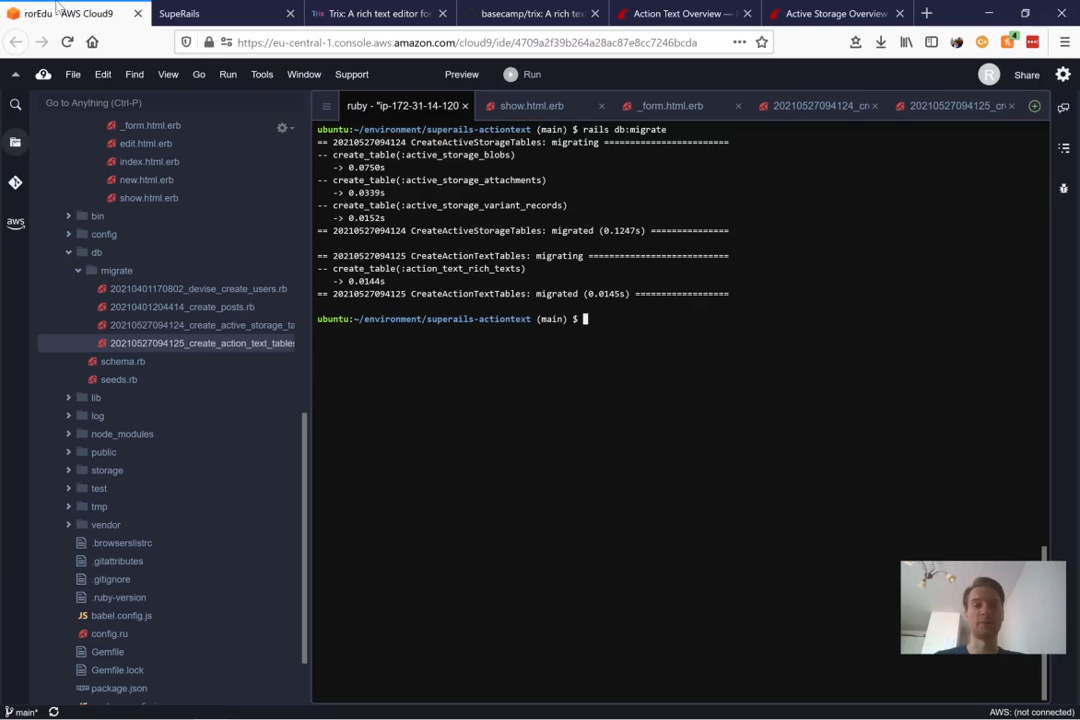 rorEdu - AWS Cloud9
SupeRails
Trix: A rich text editor for
basecamp/trix: A rich text
Action Text Overview —
Active Storage Overview
https://eu-central-1.console.aws.amazon.com/cloud9/ide/4709a2f39b264a28ac87e8cc7246bcda
4
File Edit Find View Go Run Tools Window Support Preview Run
R Share
Go to Anything (Ctrl-P)
ruby - "ip-172-31-14-120
show.html.erb
_form.html.erb
20210527094124_cr
20210527094125_cr
_form.html.erb
edit.html.erb
index.html.erb
new.html.erb
show.html.erb
bin
config
db
migrate
20210401170802_devise_create_users.rb
20210401204414_create_posts.rb
20210527094124_create_active_storage_ta
20210527094125_create_action_text_tables
schema.rb
seeds.rb
lib
log
node_modules
public
storage
test
tmp
vendor
.browserslistrc
.gitattributes
.gitignore
.ruby-version
babel.config.js
config.ru
Gemfile
Gemfile.lock
package.json
aws
ubuntu:~/environment/superails-actiontext (main) $ rails db:migrate
== 20210527094124 CreateActiveStorageTables: migrating ========================
-- create_table(:active_storage_blobs)
-> 0.0750s
-- create_table(:active_storage_attachments)
-> 0.0339s
-- create_table(:active_storage_variant_records)
-> 0.0152s
== 20210527094124 CreateActiveStorageTables: migrated (0.1247s) ===============
== 20210527094125 CreateActionTextTables: migrating ===========================
-- create_table(:action_text_rich_texts)
-> 0.0144s
== 20210527094125 CreateActionTextTables: migrated (0.0145s) ==================
ubuntu:~/environment/superails-actiontext (main) $
main*
AWS: (not connected)